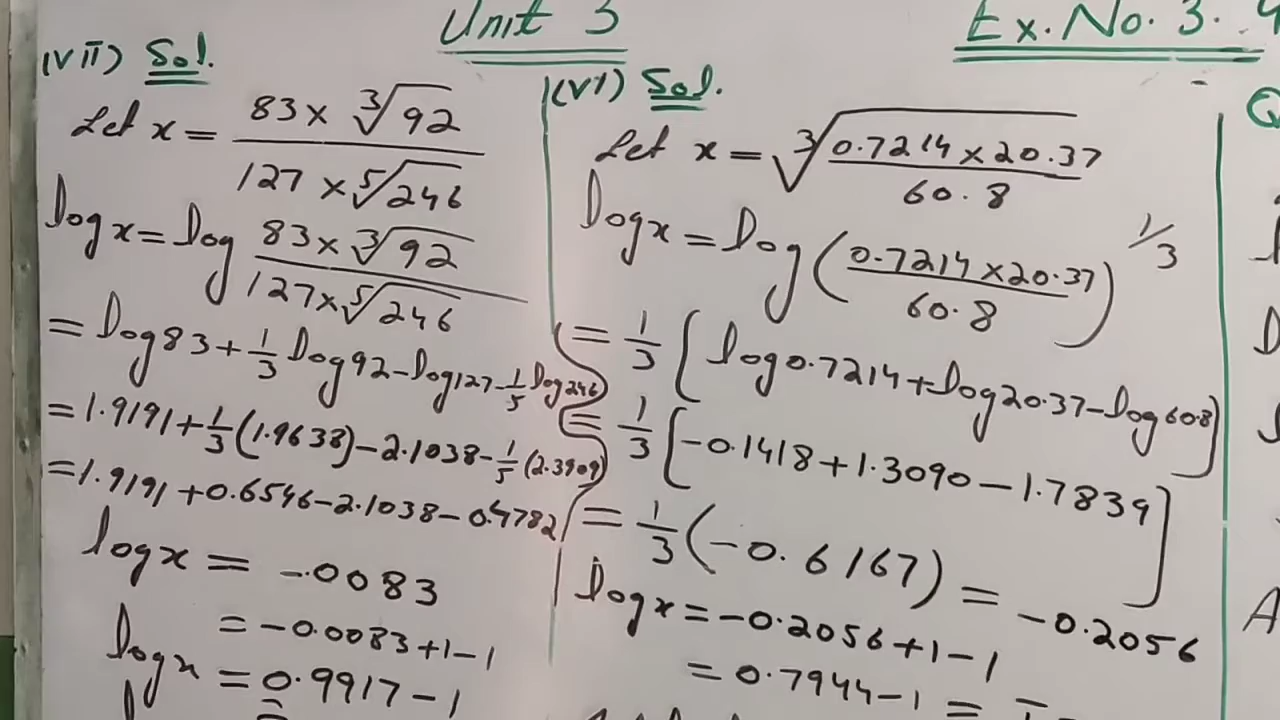 Unit 3
Ex. No. 3. 4
(vii) Sol.
Let x = 83 × ∛92 / 127 × ⁵√246
log x = log 83 × ∛92 / 127 × ⁵√246
= log 83 + 1/3 log 92 - log 127 - 1/5 log 246
= 1.9191 + 1/3 (1.9638) - 2.1038 - 1/5 (2.3909)
= 1.9191 + 0.6546 - 2.1038 - 0.4782
log x = -.0083
= -0.0083 + 1 - 1
log x = 0.9917 - 1
(vi) Sol.
Let x = ∛(0.7214 × 20.37 / 60.8)
log x = log (0.7214 × 20.37 / 60.8)^1/3
= 1/3 [log 0.7214 + log 20.37 - log 60.8]
= 1/3 [-0.1418 + 1.3090 - 1.7839]
= 1/3 (-0.6167) = -0.2056
log x = -0.2056 + 1 - 1
= 0.7944 - 1 =